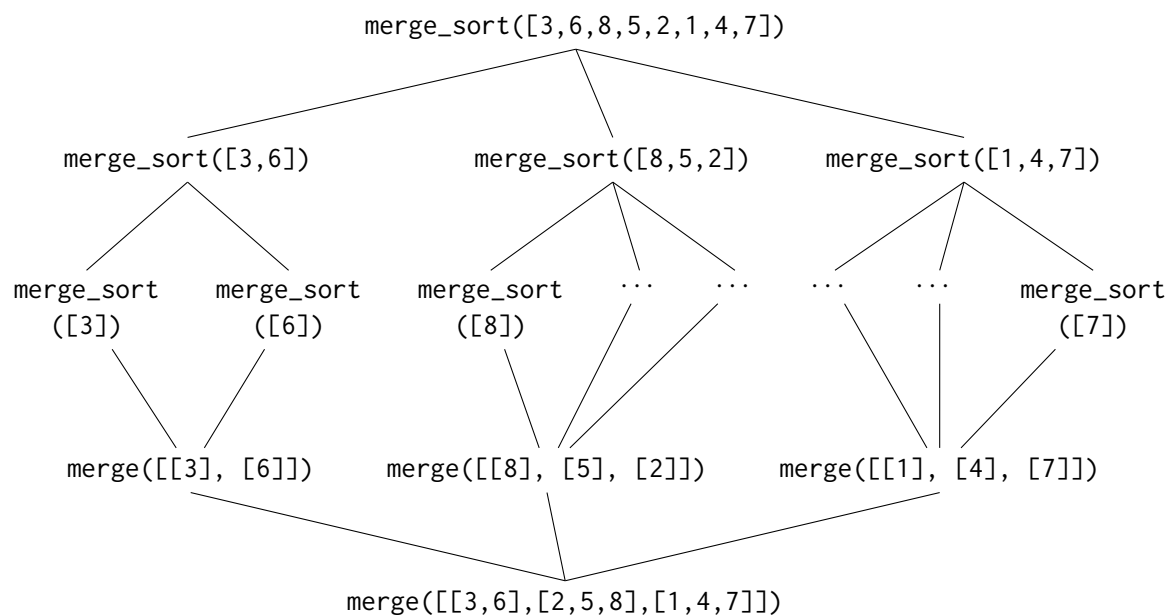 merge_sort([3,6,8,5,2,1,4,7])
merge_sort([3,6])
merge_sort([8,5,2])
merge_sort([1,4,7])
merge_sort
([3])
merge_sort
([6])
merge_sort
([8])
...
...
...
...
merge_sort
([7])
merge([[3], [6]])
merge([[8], [5], [2]])
merge([[1], [4], [7]])
merge([[3,6],[2,5,8],[1,4,7]])